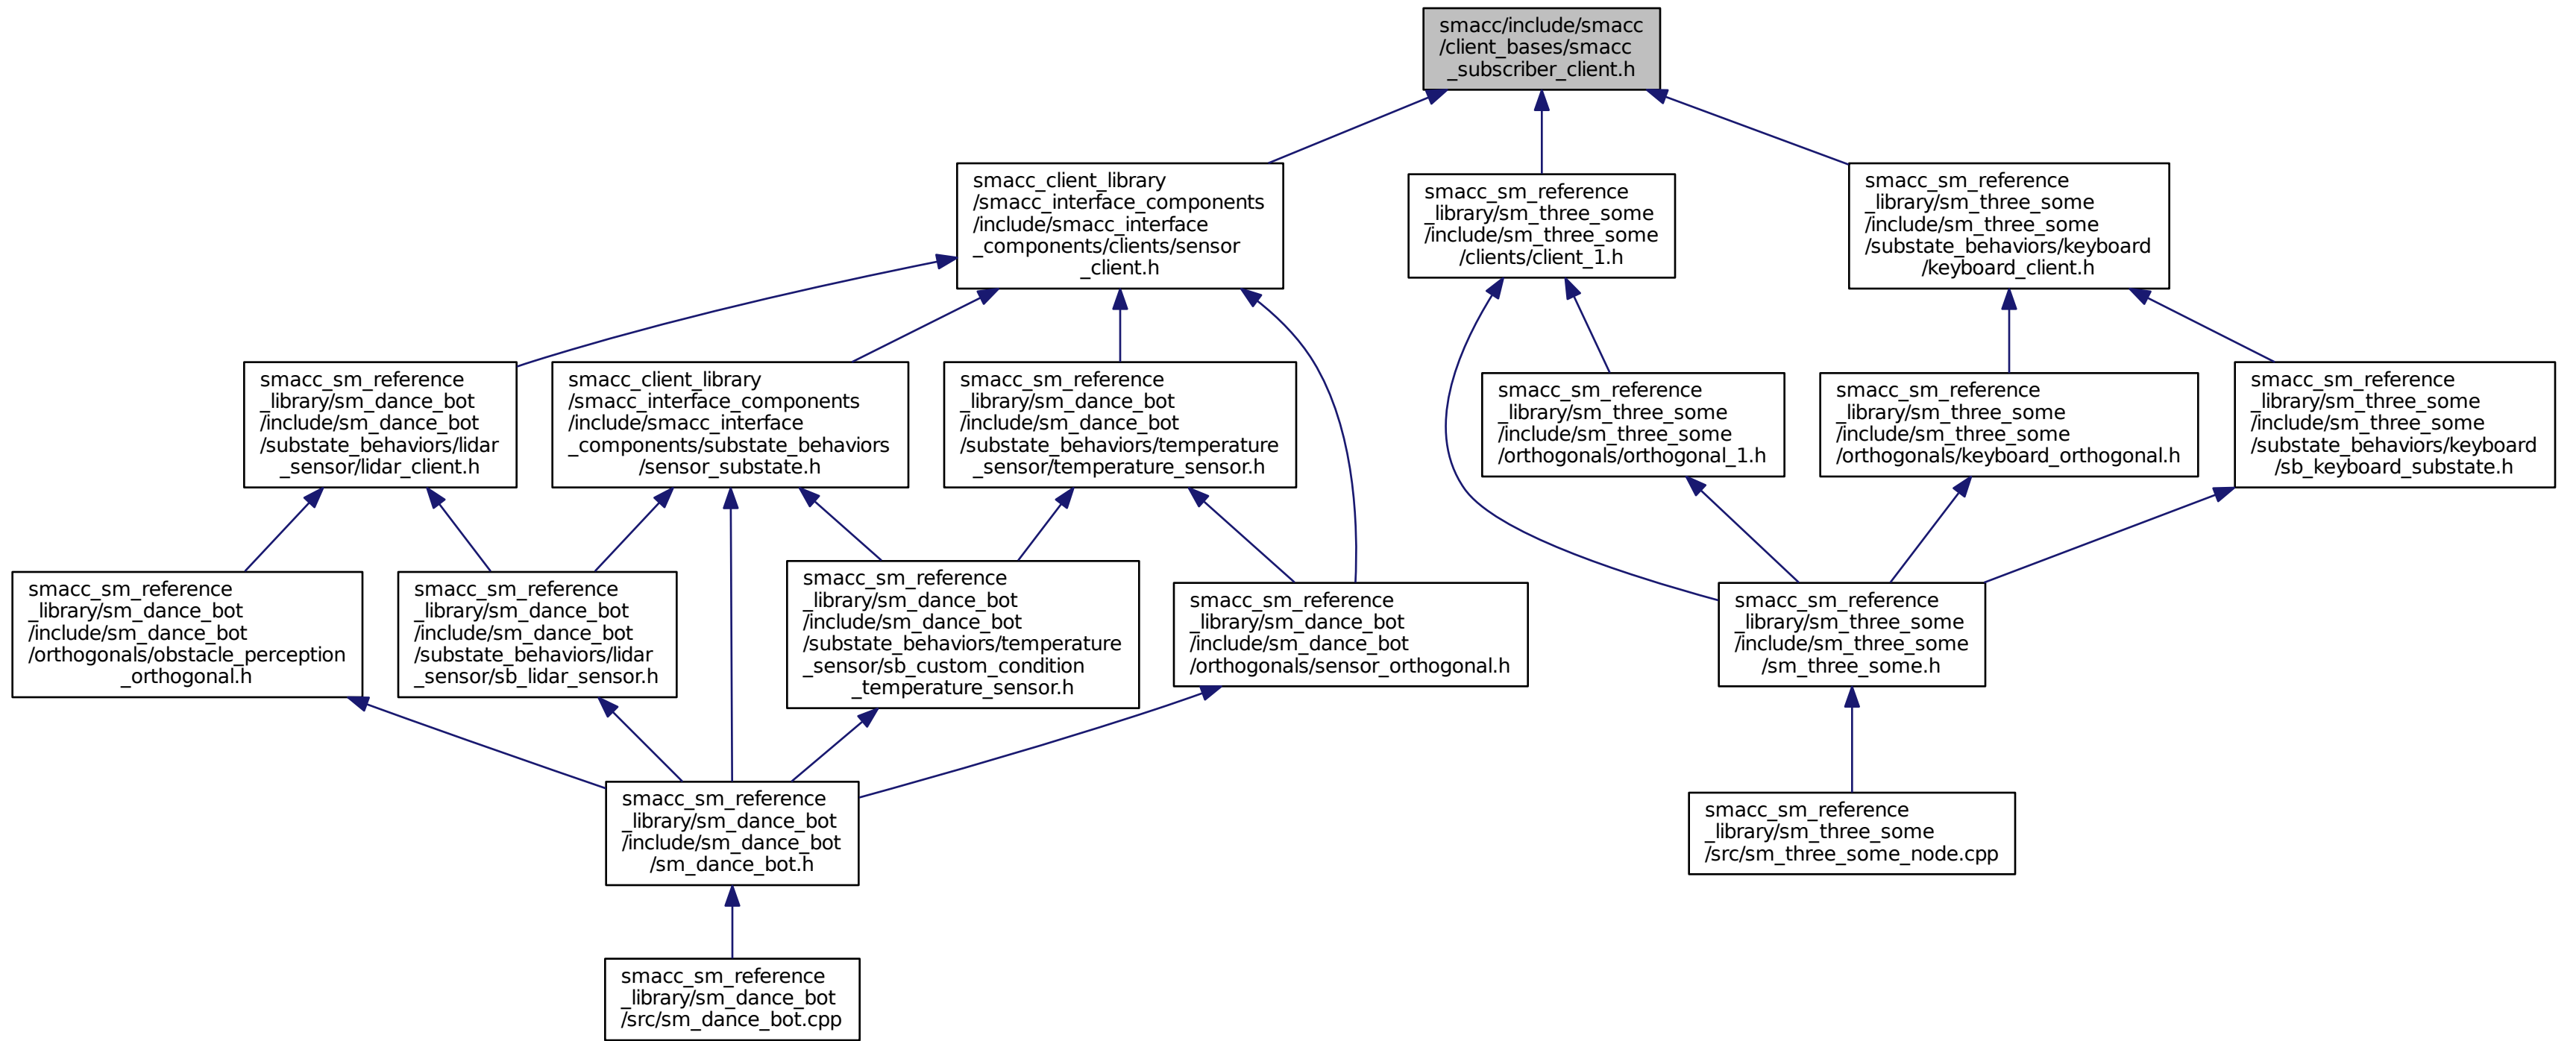 smacc/include/smacc
/client_bases/smacc
_subscriber_client.h
smacc_client_library
/smacc_interface_components
/include/smacc_interface
_components/clients/sensor
_client.h
smacc_sm_reference
_library/sm_three_some
/include/sm_three_some
/clients/client_1.h
smacc_sm_reference
_library/sm_three_some
/include/sm_three_some
/substate_behaviors/keyboard
/keyboard_client.h
smacc_sm_reference
_library/sm_dance_bot
/include/sm_dance_bot
/substate_behaviors/lidar
_sensor/lidar_client.h
smacc_client_library
/smacc_interface_components
/include/smacc_interface
_components/substate_behaviors
/sensor_substate.h
smacc_sm_reference
_library/sm_dance_bot
/include/sm_dance_bot
/substate_behaviors/temperature
_sensor/temperature_sensor.h
smacc_sm_reference
_library/sm_three_some
/include/sm_three_some
/orthogonals/orthogonal_1.h
smacc_sm_reference
_library/sm_three_some
/include/sm_three_some
/orthogonals/keyboard_orthogonal.h
smacc_sm_reference
_library/sm_three_some
/include/sm_three_some
/substate_behaviors/keyboard
/sb_keyboard_substate.h
smacc_sm_reference
_library/sm_dance_bot
/include/sm_dance_bot
/orthogonals/obstacle_perception
_orthogonal.h
smacc_sm_reference
_library/sm_dance_bot
/include/sm_dance_bot
/substate_behaviors/lidar
_sensor/sb_lidar_sensor.h
smacc_sm_reference
_library/sm_dance_bot
/include/sm_dance_bot
/substate_behaviors/temperature
_sensor/sb_custom_condition
_temperature_sensor.h
smacc_sm_reference
_library/sm_dance_bot
/include/sm_dance_bot
/orthogonals/sensor_orthogonal.h
smacc_sm_reference
_library/sm_three_some
/include/sm_three_some
/sm_three_some.h
smacc_sm_reference
_library/sm_dance_bot
/include/sm_dance_bot
/sm_dance_bot.h
smacc_sm_reference
_library/sm_three_some
/src/sm_three_some_node.cpp
smacc_sm_reference
_library/sm_dance_bot
/src/sm_dance_bot.cpp